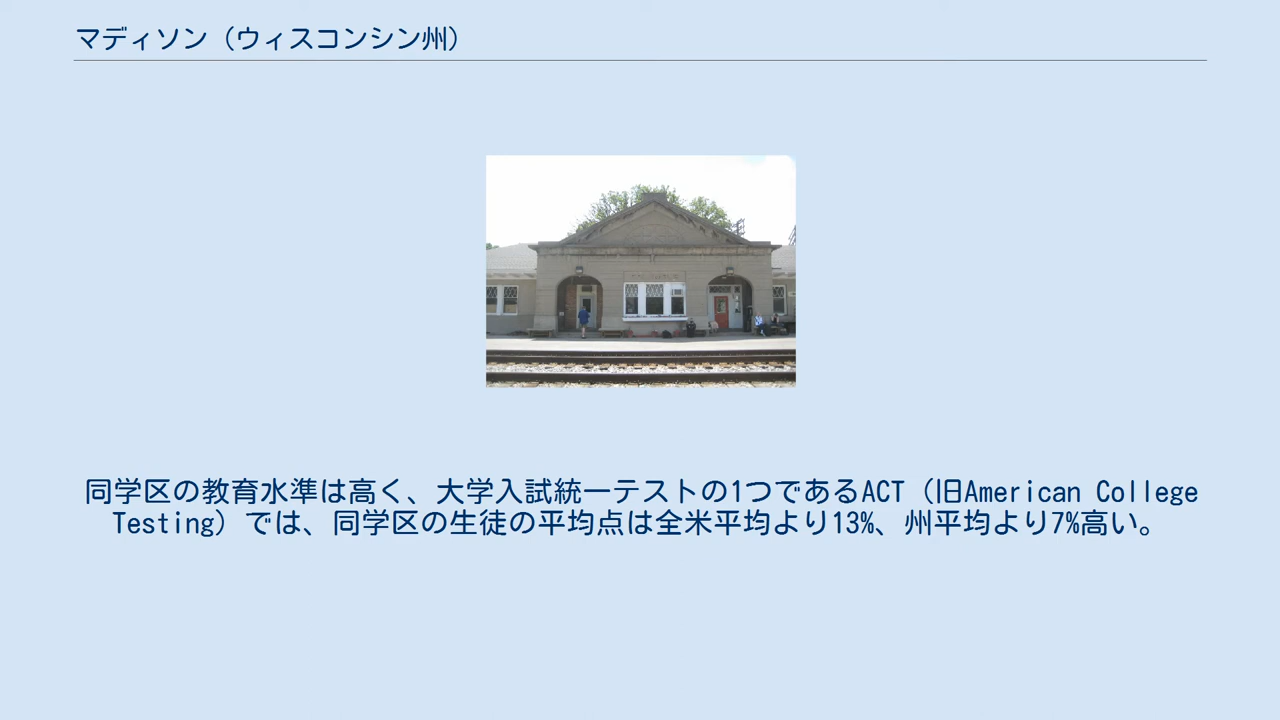 マディソン（ウィスコンシン州）
同学区の教育水準は高く、大学入試統一テストの1つであるACT（旧American College
Testing）では、同学区の生徒の平均点は全米平均より13%、州平均より7%高い。